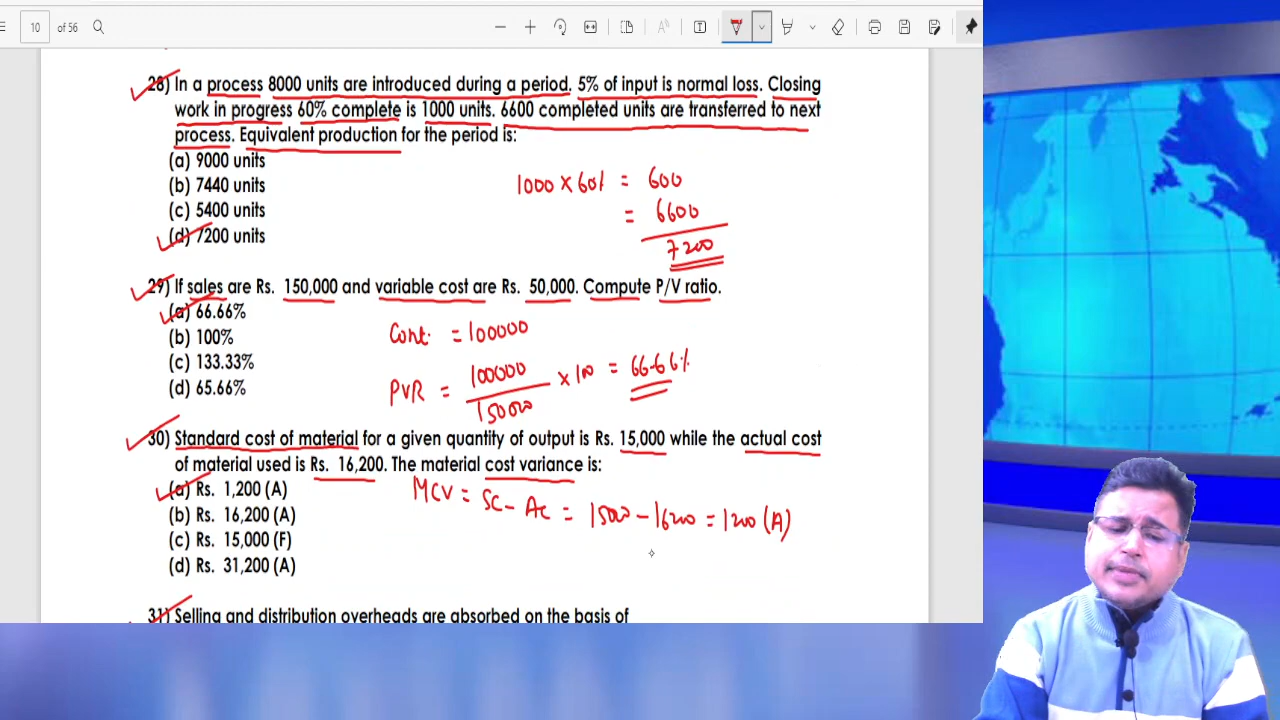 10 of 56
28) In a process 8000 units are introduced during a period. 5% of input is normal loss. Closing
work in progress 60% complete is 1000 units. 6600 completed units are transferred to next
process. Equivalent production for the period is:
(a) 9000 units
(b) 7440 units
(c) 5400 units
(d) 7200 units
1000 × 60% = 600
= 6600
7200
29) If sales are Rs. 150,000 and variable cost are Rs. 50,000. Compute P/V ratio.
(a) 66.66%
(b) 100%
(c) 133.33%
(d) 65.66%
Cont. = 100000
PVR = 100000 / 150000 × 100 = 66.66%
30) Standard cost of material for a given quantity of output is Rs. 15,000 while the actual cost
of material used is Rs. 16,200. The material cost variance is:
(a) Rs. 1,200 (A)
(b) Rs. 16,200 (A)
(c) Rs. 15,000 (F)
(d) Rs. 31,200 (A)
MCV = SC - AC = 15000 - 16200 = 1200 (A)
31) Selling and distribution overheads are absorbed on the basis of